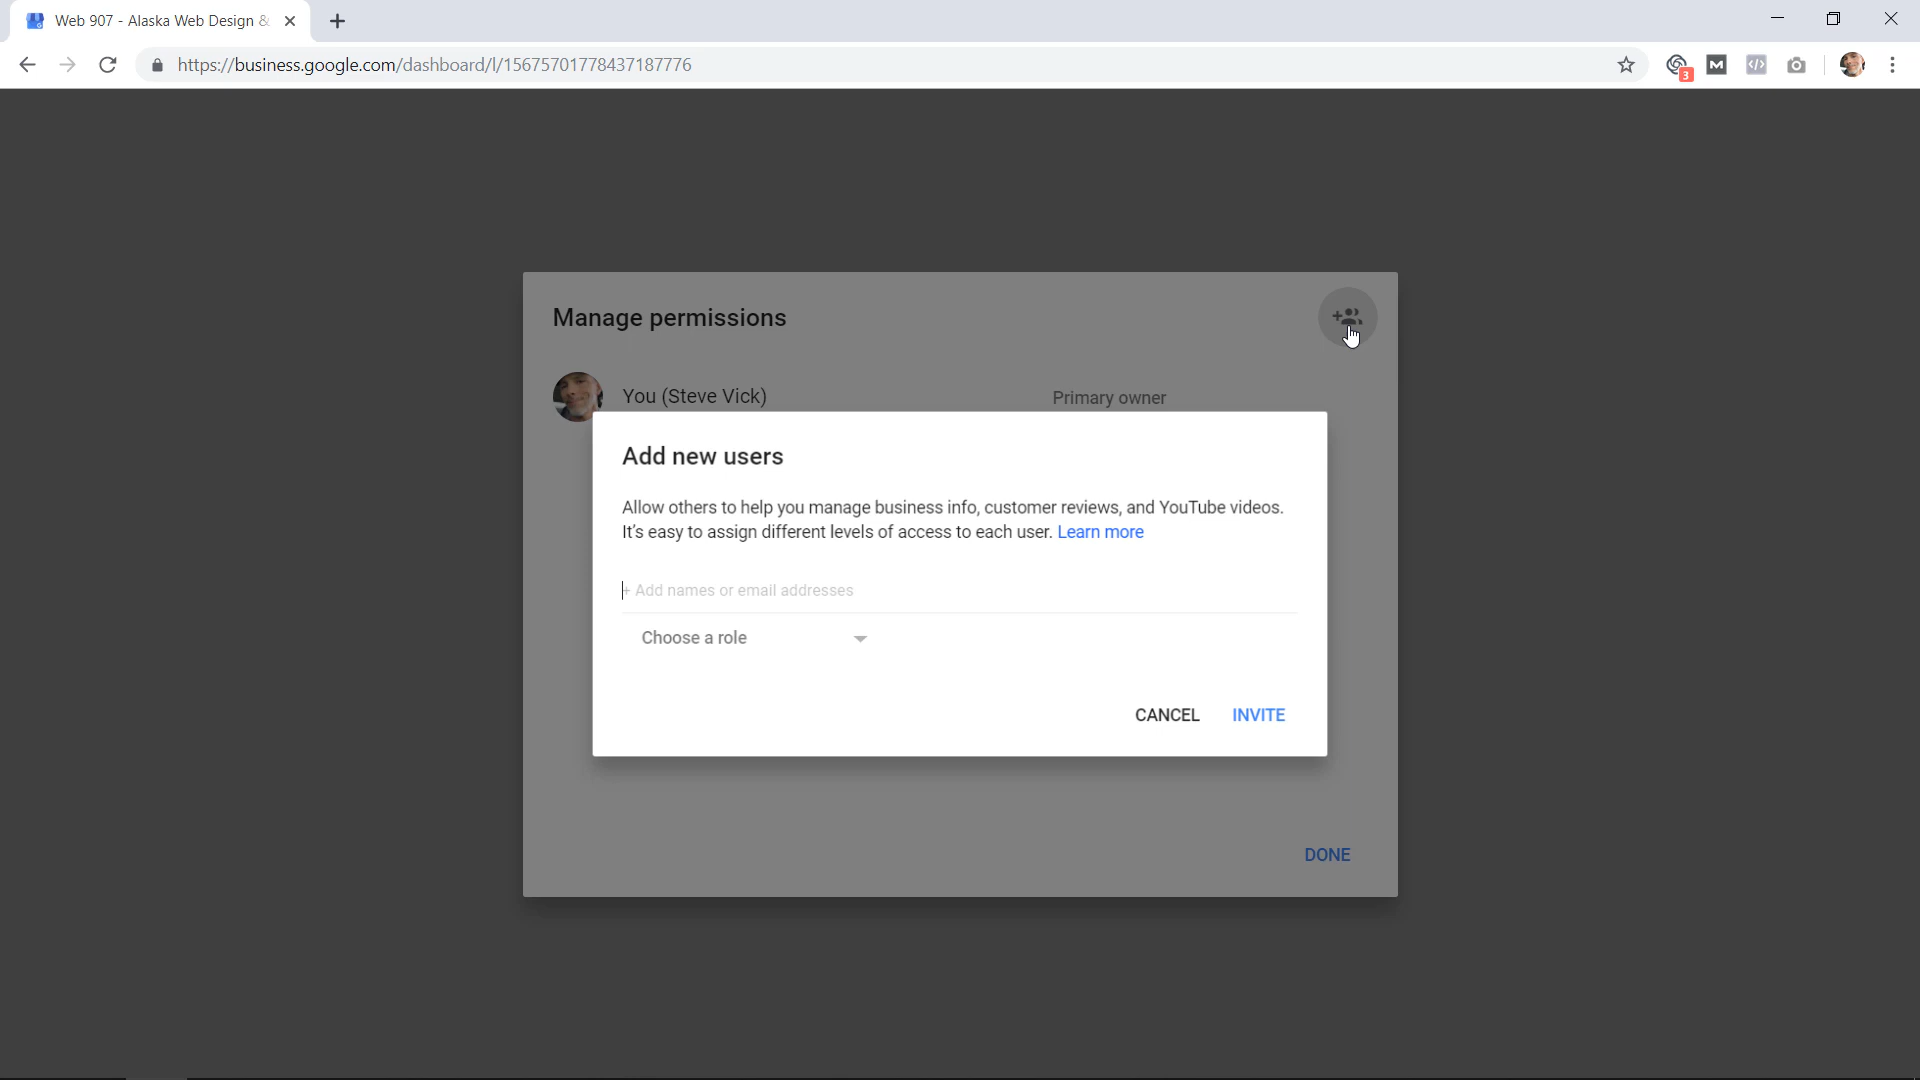 Web 907 - Alaska Web Design &
https://business.google.com/dashboard/l/15675701778437187776
3
Manage permissions
You (Steve Vick)
Primary owner
Add new users
Allow others to help you manage business info, customer reviews, and YouTube videos.
It's easy to assign different levels of access to each user. Learn more
+ Add names or email addresses
Choose a role
CANCEL
INVITE
DONE